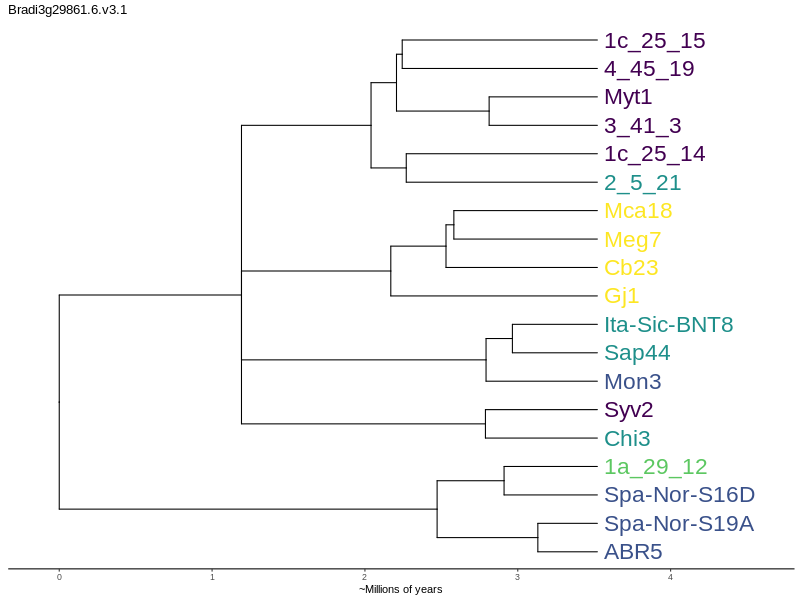 Bradi3g29861.6.v3.1
1c_25_15
4_45_19
Myt1
3_41_3
1c_25_14
2_5_21
Mca18
Meg7
Cb23
Gj1
Ita-Sic-BNT8
Sap44
Mon3
Syv2
Chi3
1a_29_12
Spa-Nor-S16D
Spa-Nor-S19A
ABR5
0 1 2 3 4
~Millions of years